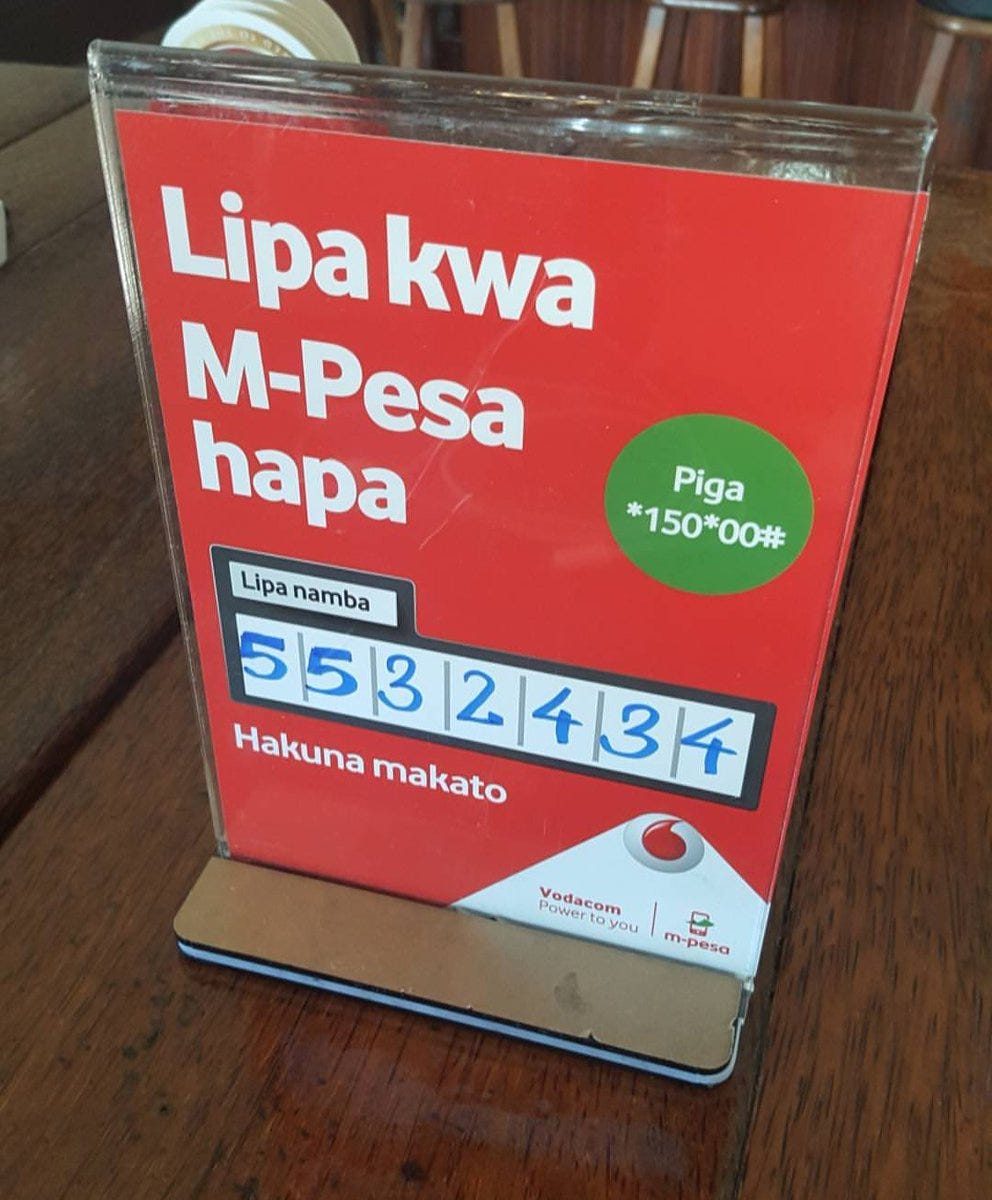 Lipa kwa
M-Pesa
hapa
Piga
*150*00#
Lipa namba
5532434
Hakuna makato
Vodacom
Power to you
m-pesa